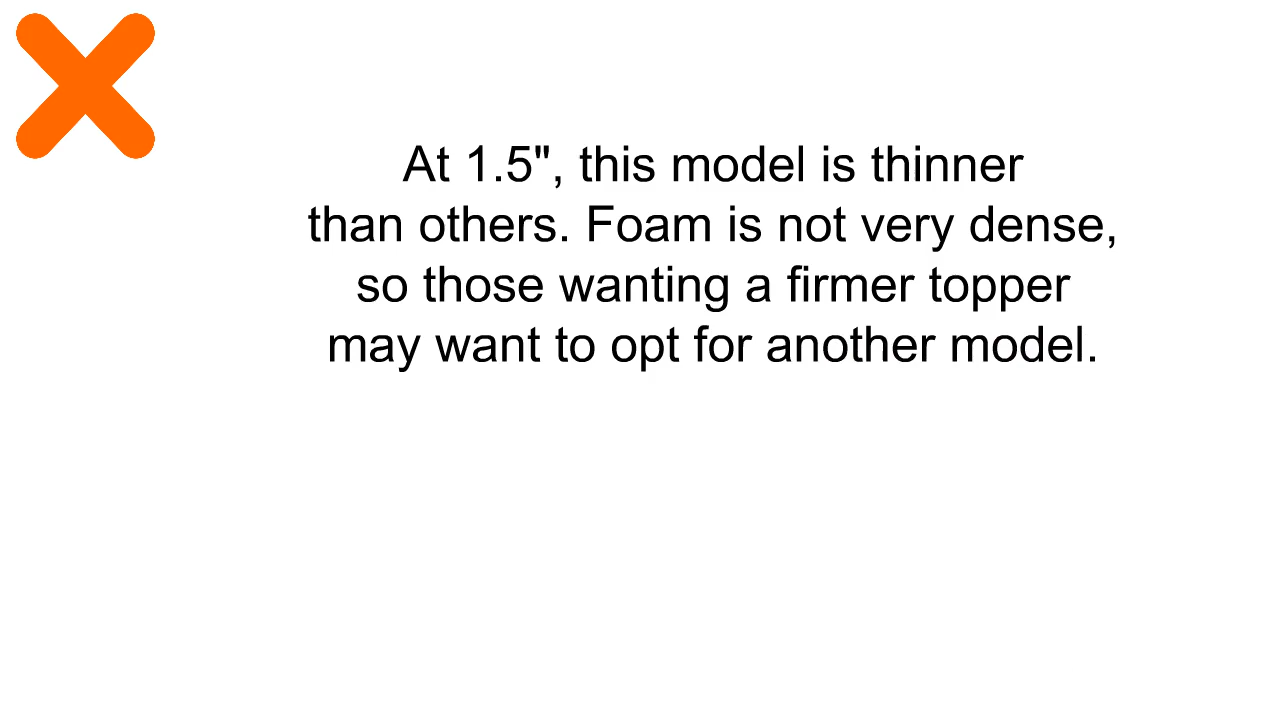 At 1.5", this model is thinner
than others. Foam is not very dense,
so those wanting a firmer topper
may want to opt for another model.